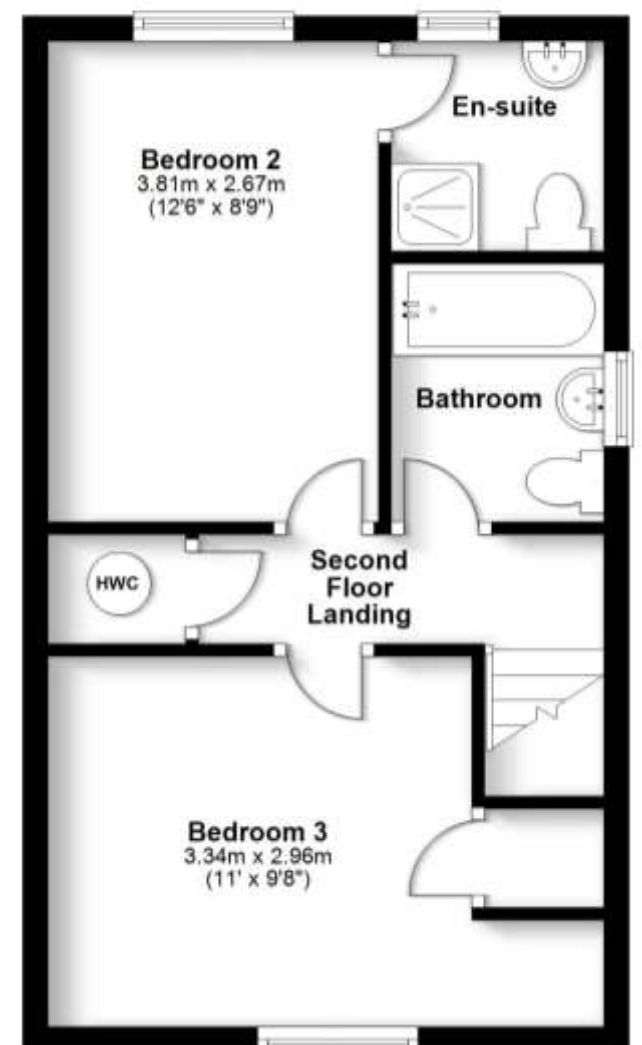 En-suite
Bedroom 2
3.81m x 2.67m
(12'6" x 8'9")
Bathroom
Second
Floor
Landing
HWC
Bedroom 3
3.34m x 2.96m
(11' x 9'8")